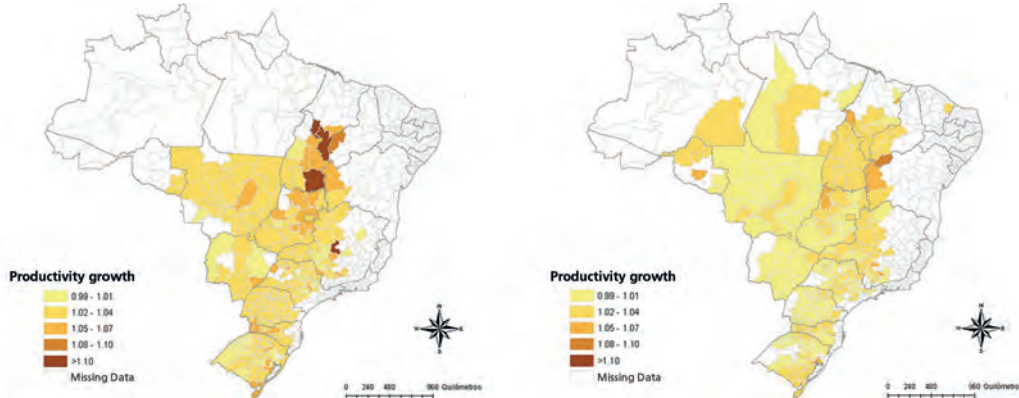 Productivity growth
0.99 - 1.01
1.02 - 1.04
1.05 - 1.07
1.08 - 1.10
>1.10
Missing Data
N
W E
S
0 240 480 960 Quilómetros
Productivity growth
0.99 - 1.01
1.02 - 1.04
1.05 - 1.07
1.08 - 1.10
>1.10
Missing Data
N
W E
S
0 240 480 960 Quilómetros